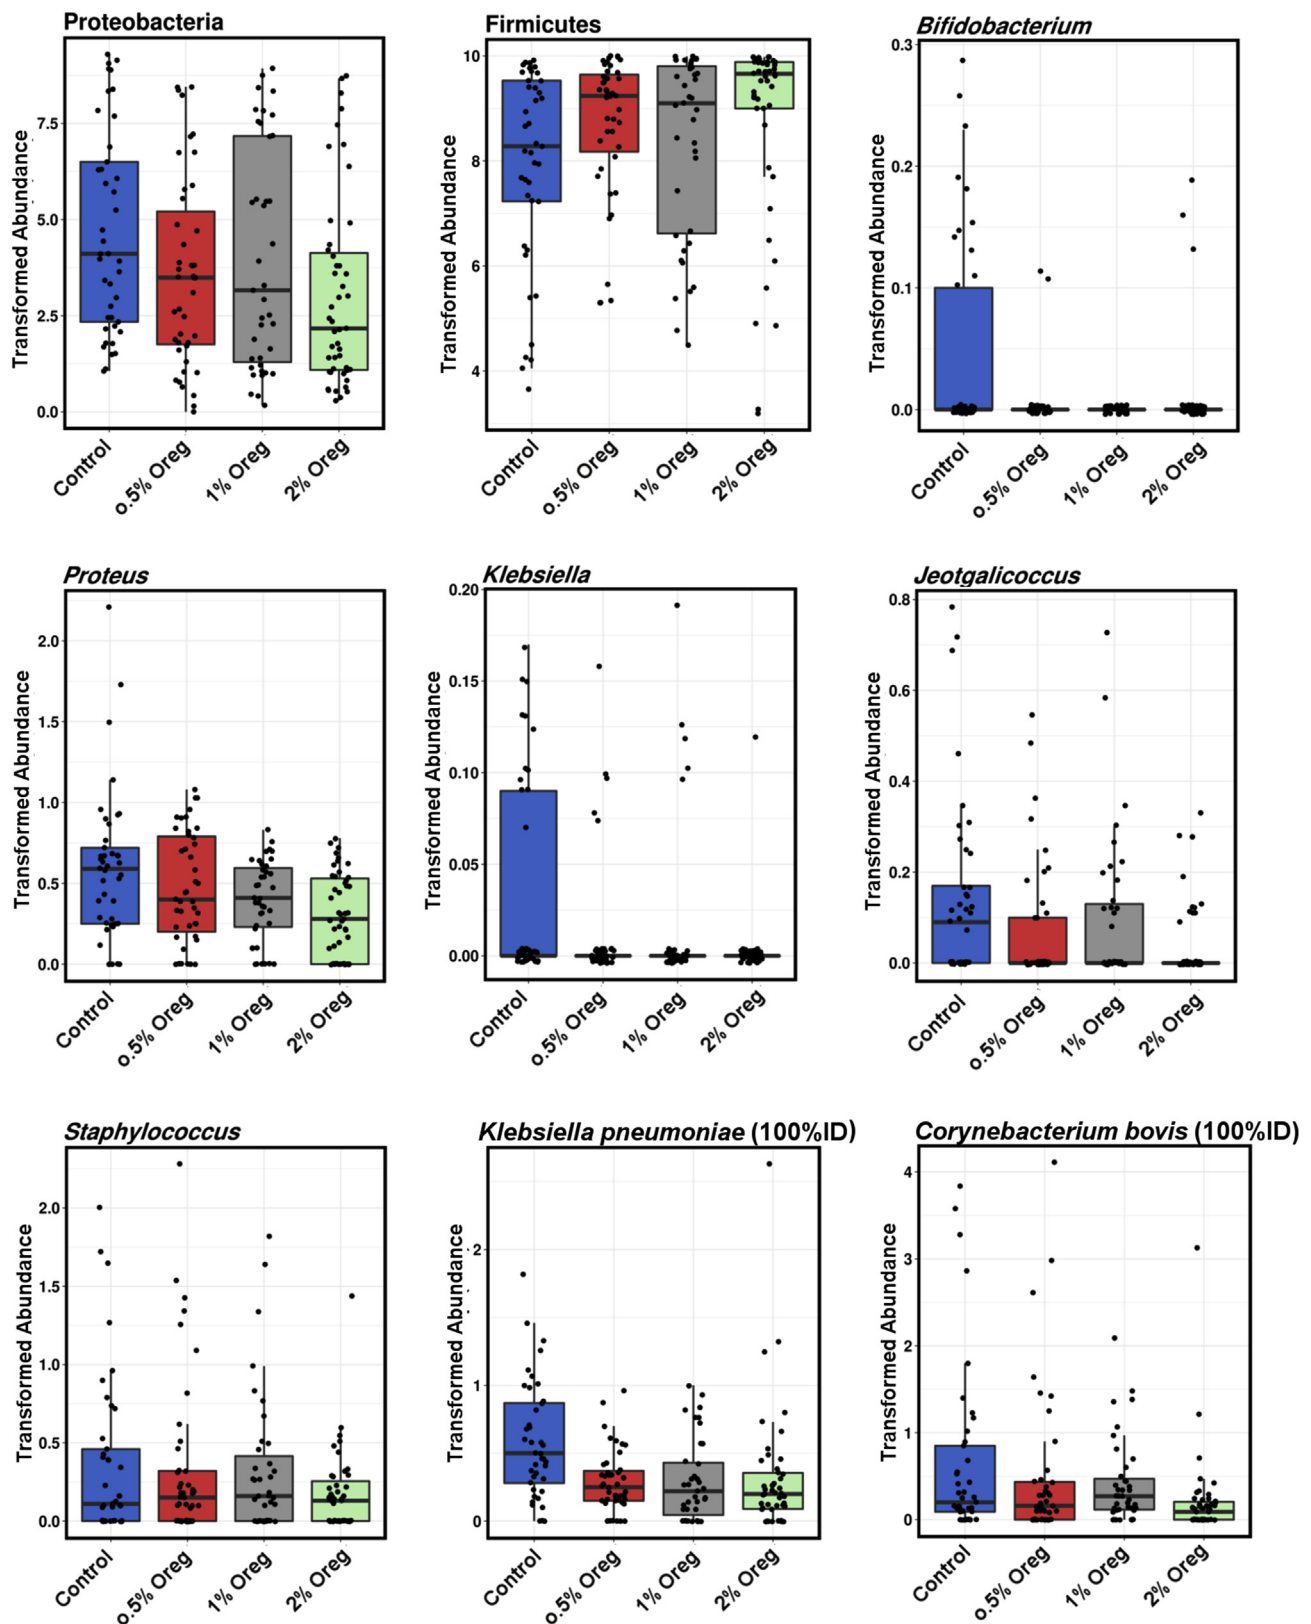 Proteobacteria
Transformed Abundance
7.5
5.0
2.5
0.0
Control
o.5% Oreg
1% Oreg
2% Oreg
Firmicutes
Transformed Abundance
10
8
6
4
Control
o.5% Oreg
1% Oreg
2% Oreg
Bifidobacterium
Transformed Abundance
0.3
0.2
0.1
0.0
Control
o.5% Oreg
1% Oreg
2% Oreg
Proteus
Transformed Abundance
2.0
1.5
1.0
0.5
0.0
Control
o.5% Oreg
1% Oreg
2% Oreg
Klebsiella
Transformed Abundance
0.20
0.15
0.10
0.05
0.00
Control
o.5% Oreg
1% Oreg
2% Oreg
Jeotgalicoccus
Transformed Abundance
0.8
0.6
0.4
0.2
0.0
Control
o.5% Oreg
1% Oreg
2% Oreg
Staphylococcus
Transformed Abundance
2.0
1.5
1.0
0.5
0.0
Control
o.5% Oreg
1% Oreg
2% Oreg
Klebsiella pneumoniae (100%ID)
Transformed Abundance
2
1
0
Control
o.5% Oreg
1% Oreg
2% Oreg
Corynebacterium bovis (100%ID)
Transformed Abundance
4
3
2
1
0
Control
o.5% Oreg
1% Oreg
2% Oreg